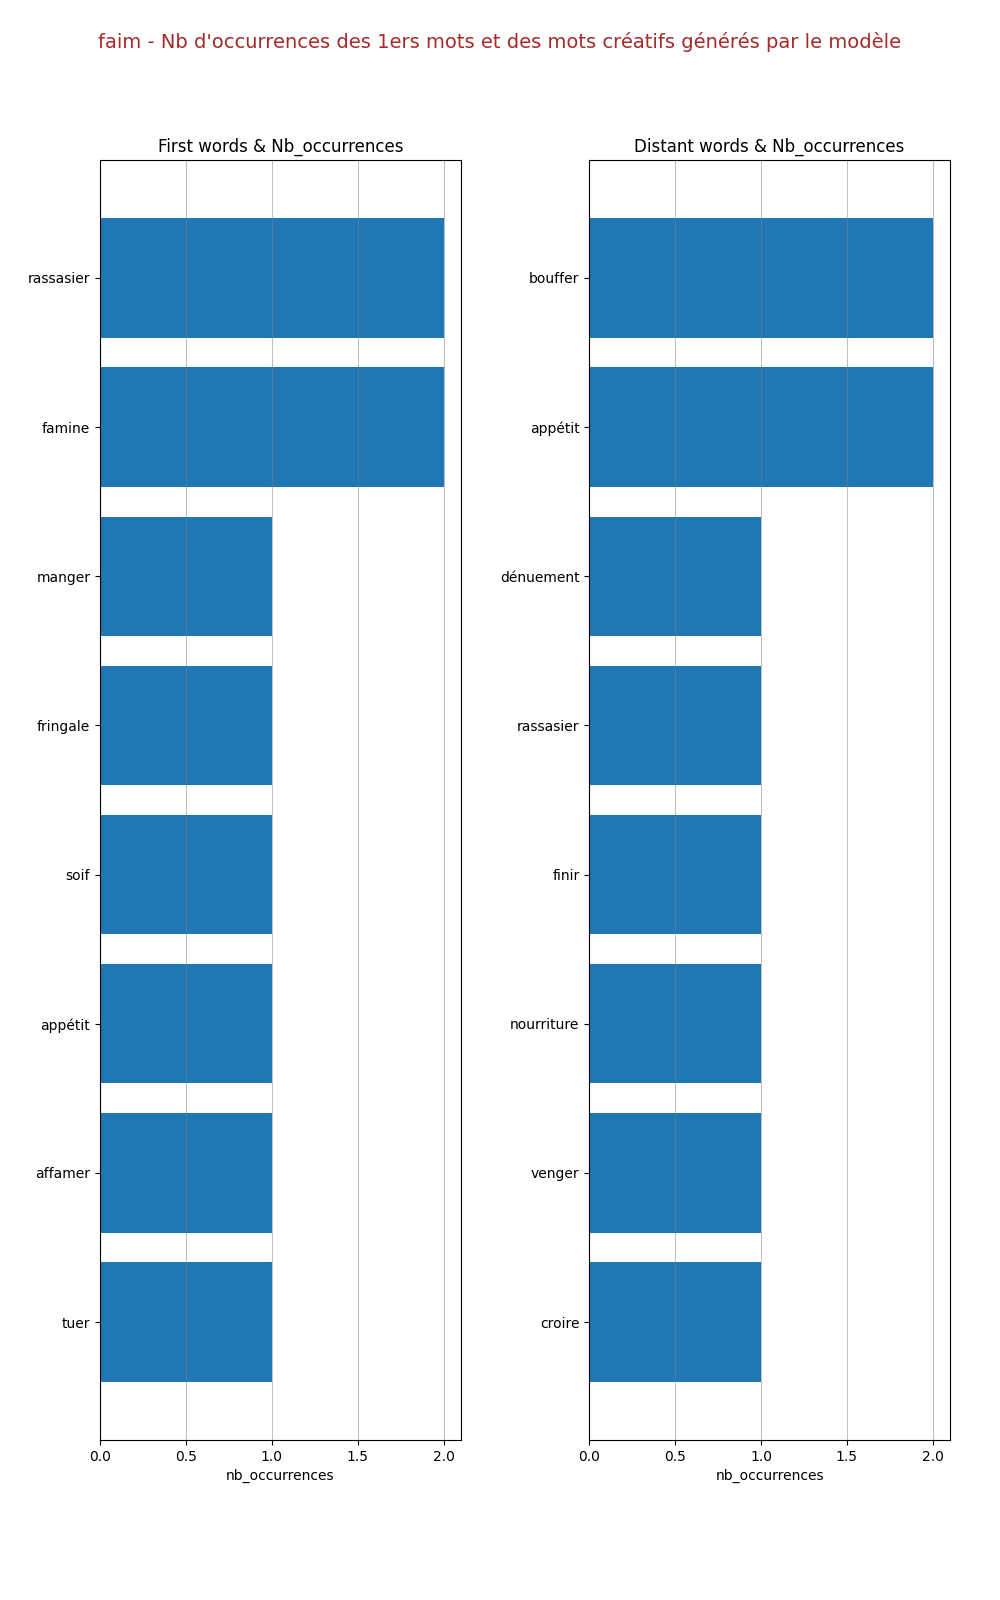 faim - Nb d'occurrences des 1ers mots et des mots créatifs générés par le modèle
First words & Nb_occurrences
rassasier
famine
manger
fringale
soif
appétit
affamer
tuer
0.0 0.5 1.0 1.5 2.0
nb_occurrences
Distant words & Nb_occurrences
bouffer
appétit
dénuement
rassasier
finir
nourriture
venger
croire
0.0 0.5 1.0 1.5 2.0
nb_occurrences